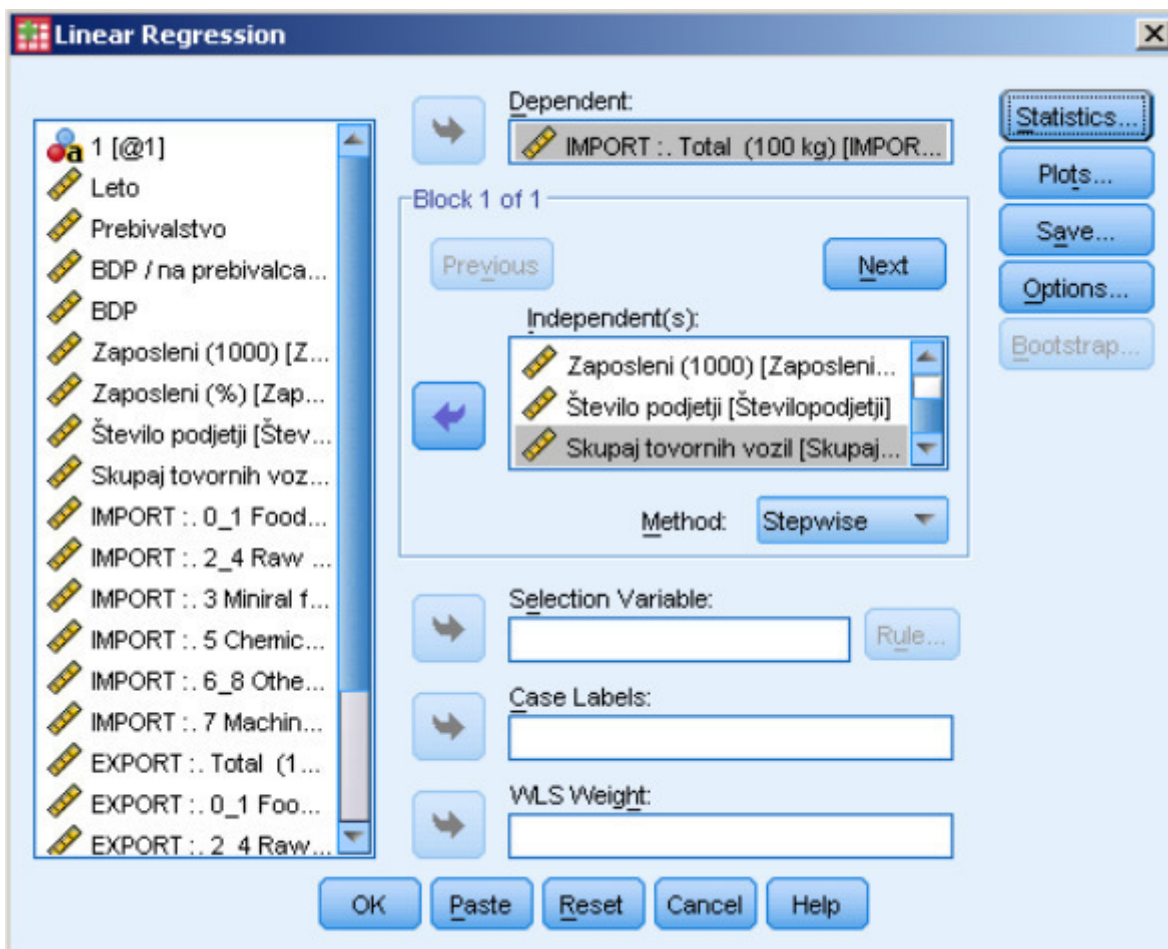 Linear Regression
1 [@1]
Leto
Prebivalstvo
BDP / na prebivalca...
BDP
Zaposleni (1000) [Z...
Zaposleni (%) [Zap...
Število podjetji [Štev...
Skupaj tovornih voz...
IMPORT :. 0_1 Food...
IMPORT :. 2_4 Raw ...
IMPORT :. 3 Miniral f...
IMPORT :. 5 Chemic...
IMPORT :. 6_8 Othe...
IMPORT :. 7 Machin...
EXPORT :. Total (1...
EXPORT :. 0_1 Foo...
EXPORT :. 2_4 Raw...
Dependent:
IMPORT :. Total (100 kg) [IMPOR...
Block 1 of 1
Previous
Next
Independent(s):
Zaposleni (1000) [Zaposleni...
Število podjetji [Številopodjetji]
Skupaj tovornih vozil [Skupaj...
Method: Stepwise
Selection Variable:
Rule...
Case Labels:
WLS Weight:
Statistics...
Plots...
Save...
Options...
Bootstrap...
OK Paste Reset Cancel Help